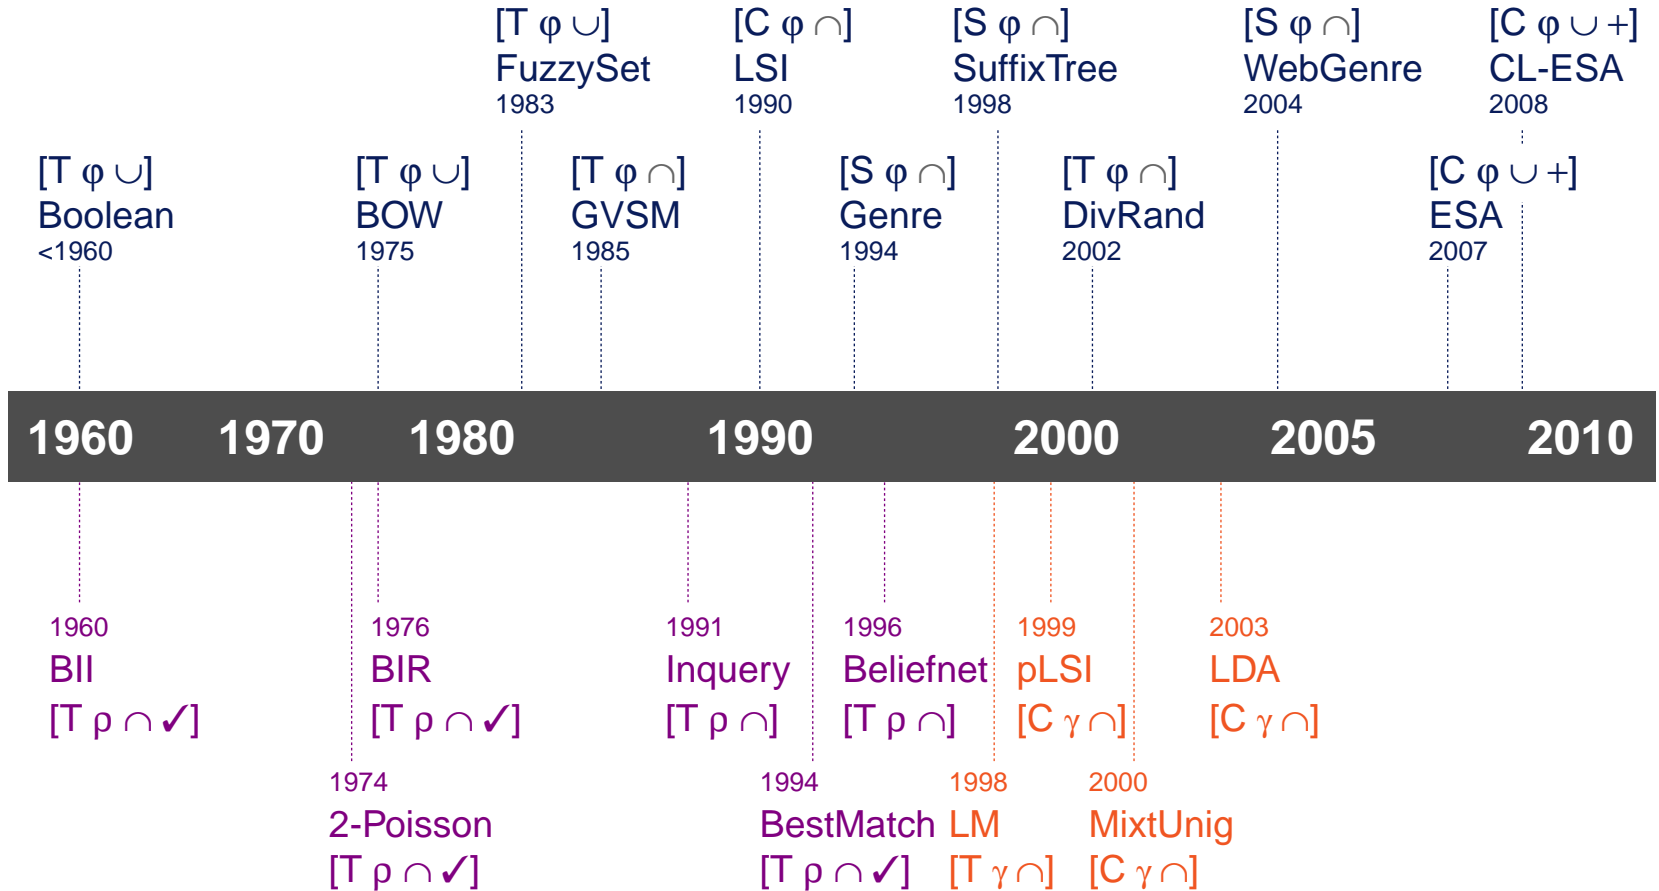 [T φ ∪]
FuzzySet
1983
[C φ ∩]
LSI
1990
[S φ ∩]
SuffixTree
1998
[S φ ∩]
WebGenre
2004
[C φ ∪ +]
CL-ESA
2008
[T φ ∪]
Boolean
<1960
[T φ ∪]
BOW
1975
[T φ ∩]
GVSM
1985
[S φ ∩]
Genre
1994
[T φ ∩]
DivRand
2002
[C φ ∪ +]
ESA
2007
1960 1970 1980 1990 2000 2005 2010
1960
BII
[T ρ ∩ ✓]
1976
BIR
[T ρ ∩ ✓]
1991
Inquery
[T ρ ∩]
1996
Beliefnet
[T ρ ∩]
1999
pLSI
[C γ ∩]
2003
LDA
[C γ ∩]
1974
2-Poisson
[T ρ ∩ ✓]
1994
BestMatch
[T ρ ∩ ✓]
1998
LM
[T γ ∩]
2000
MixtUnig
[C γ ∩]